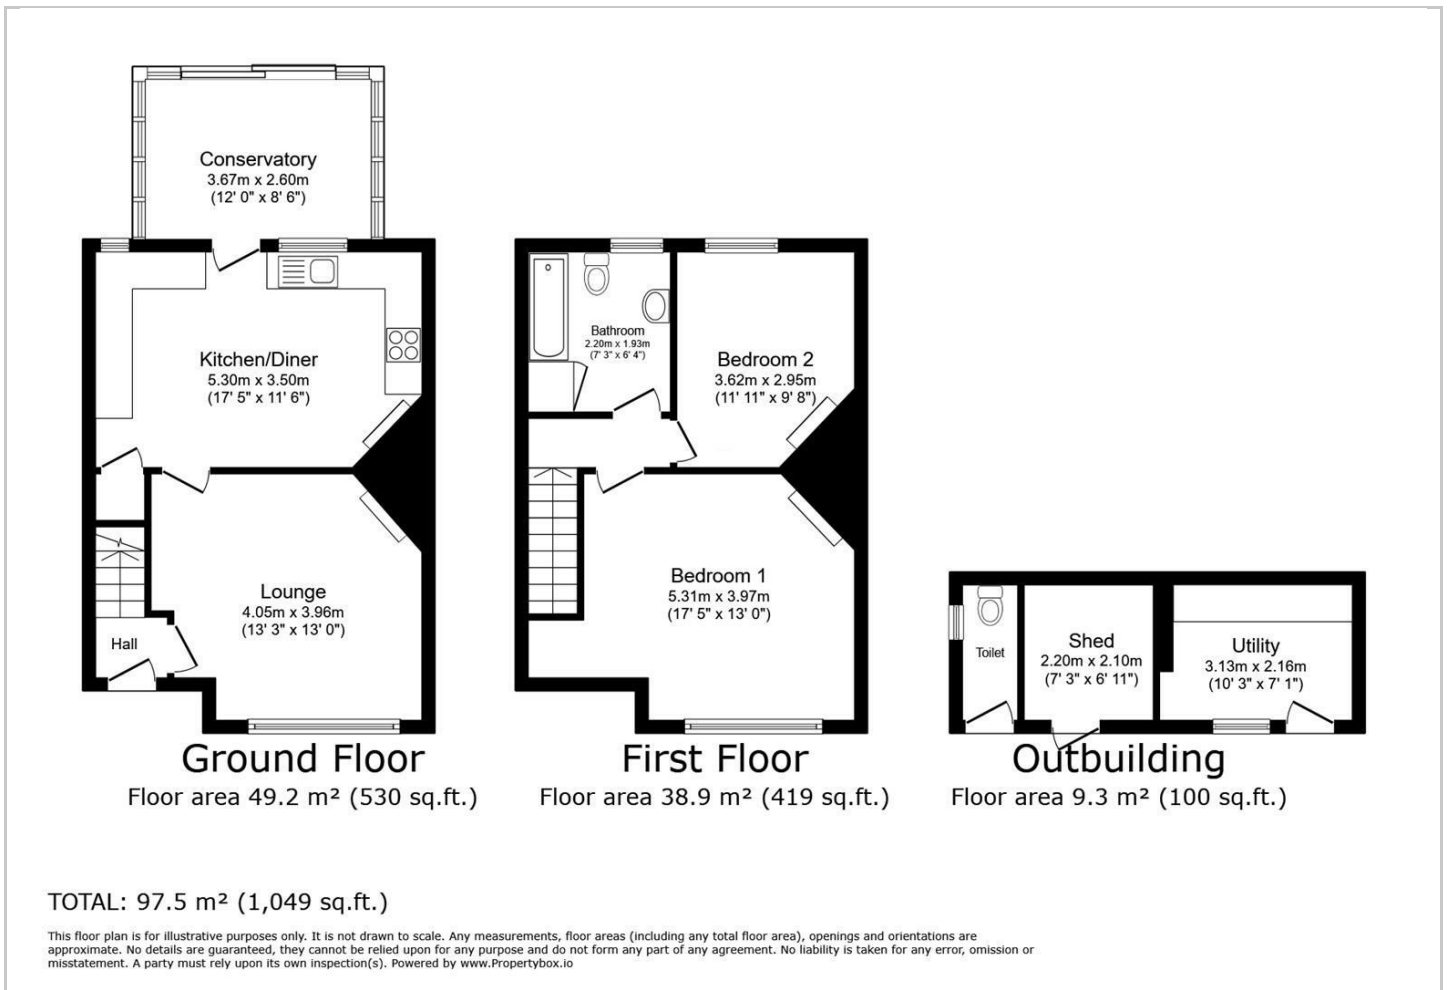 Conservatory
3.67m x 2.60m
(12' 0" x 8' 6")
Kitchen/Diner
5.30m x 3.50m
(17' 5" x 11' 6")
Lounge
4.05m x 3.96m
(13' 3" x 13' 0")
Hall
Ground Floor
Floor area 49.2 m² (530 sq.ft.)
Bathroom
2.20m x 1.93m
(7' 3" x 6' 4")
Bedroom 2
3.62m x 2.95m
(11' 11" x 9' 8")
Bedroom 1
5.31m x 3.97m
(17' 5" x 13' 0")
First Floor
Floor area 38.9 m² (419 sq.ft.)
Toilet
Shed
2.20m x 2.10m
(7' 3" x 6' 11")
Utility
3.13m x 2.16m
(10' 3" x 7' 1")
Outbuilding
Floor area 9.3 m² (100 sq.ft.)
TOTAL: 97.5 m² (1,049 sq.ft.)
This floor plan is for illustrative purposes only. It is not drawn to scale. Any measurements, floor areas (including any total floor area), openings and orientations are
approximate. No details are guaranteed, they cannot be relied upon for any purpose and do not form any part of any agreement. No liability is taken for any error, omission or
misstatement. A party must rely upon its own inspection(s). Powered by www.Propertybox.io